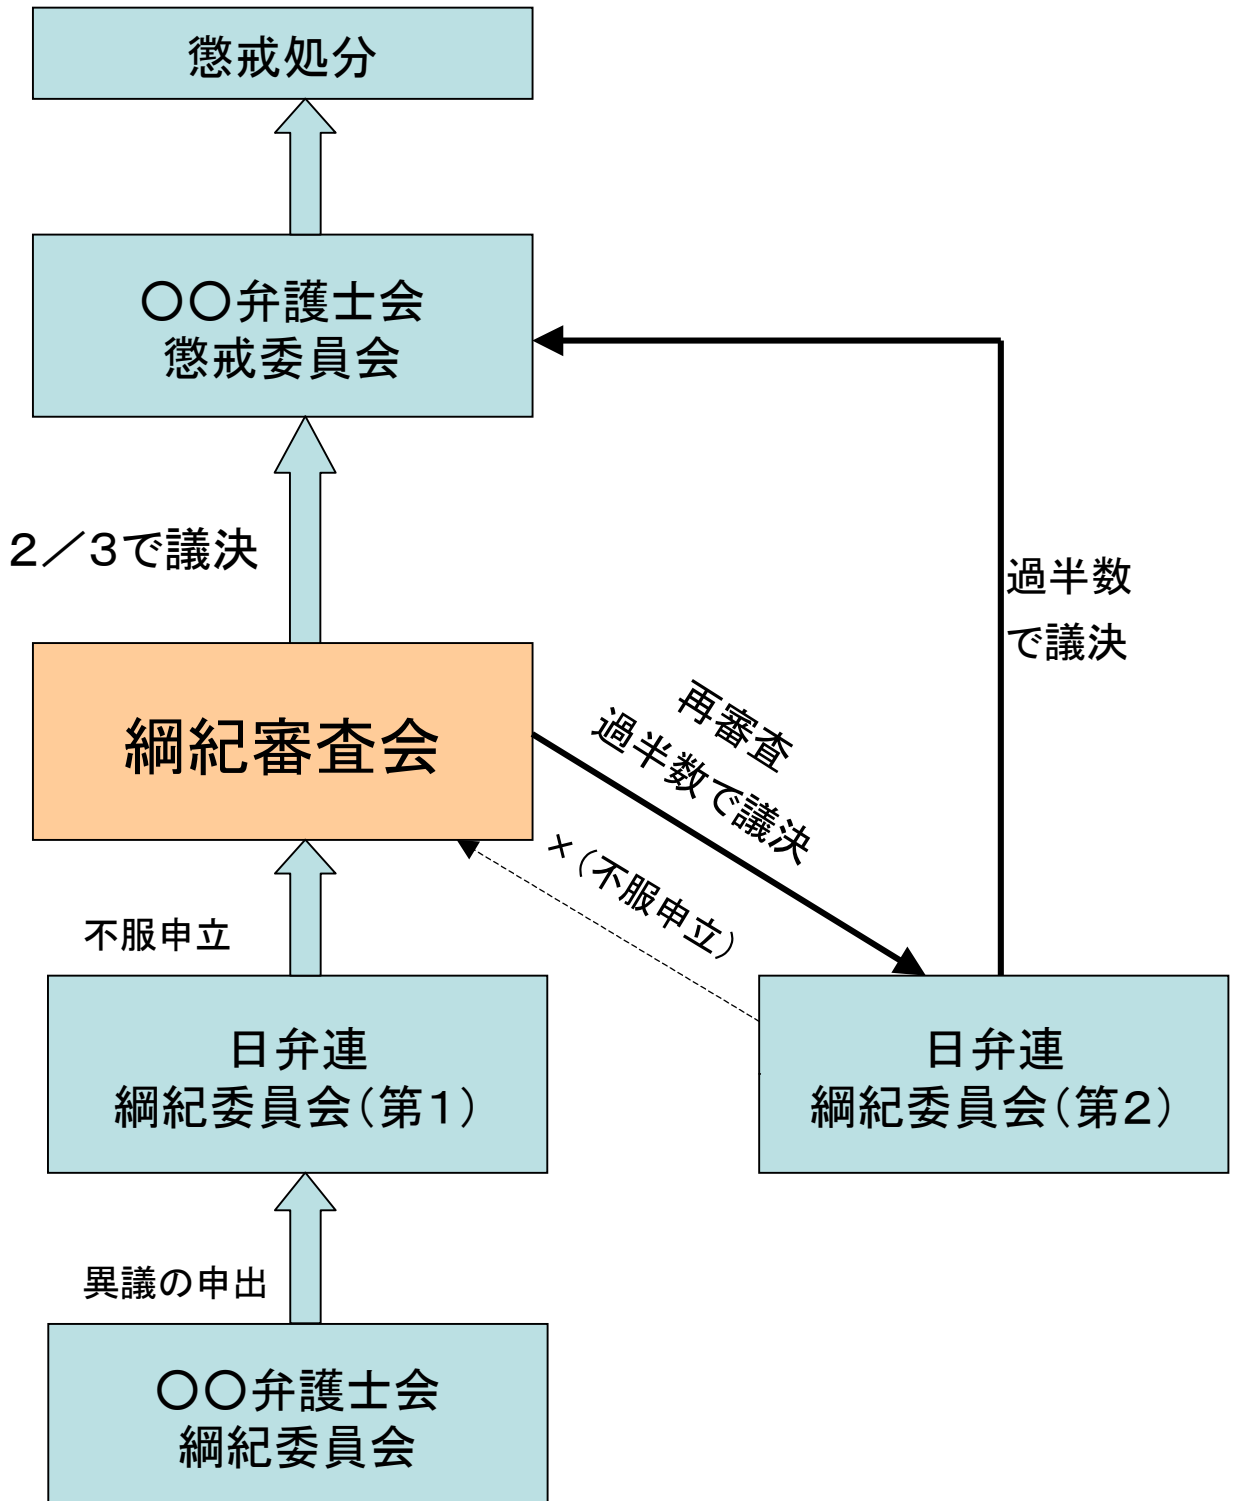 懲戒処分
〇〇弁護士会
懲戒委員会
２／３で議決
過半数
で議決
綱紀審査会
再審査
過半数で議決
×（不服申立）
不服申立
日弁連
綱紀委員会（第１）
日弁連
綱紀委員会（第２）
異議の申出
〇〇弁護士会
綱紀委員会